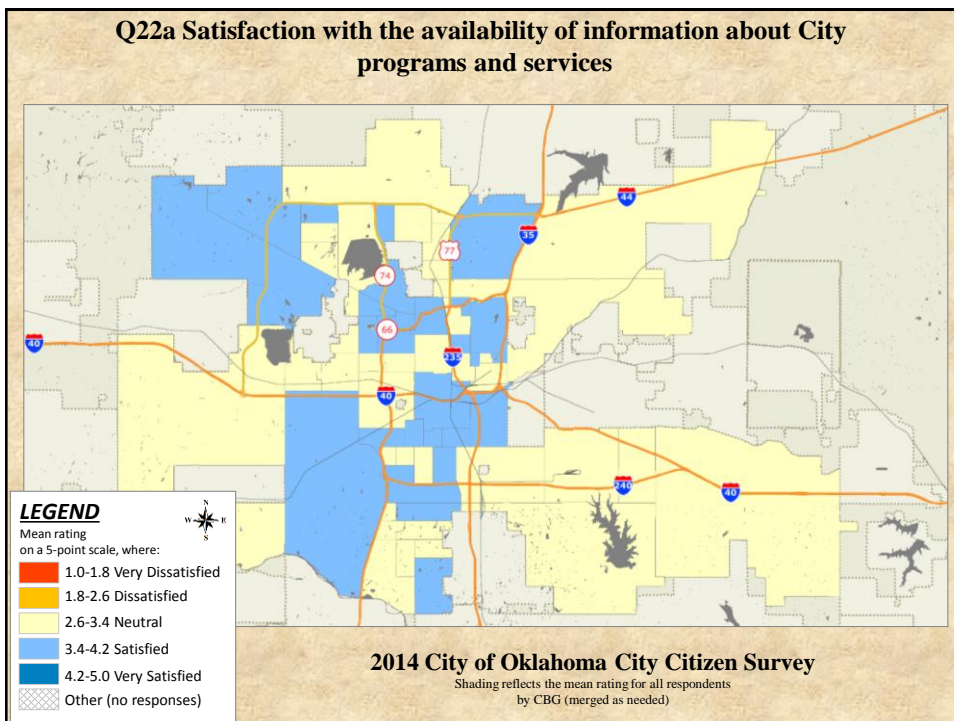 Q22a Satisfaction with the availability of information about City
programs and services
44
35
77
74
66
40
235
40
240
40
LEGEND
N
W E
S
Mean rating
on a 5-point scale, where:
1.0-1.8 Very Dissatisfied
1.8-2.6 Dissatisfied
2.6-3.4 Neutral
3.4-4.2 Satisfied
4.2-5.0 Very Satisfied
Other (no responses)
2014 City of Oklahoma City Citizen Survey
Shading reflects the mean rating for all respondents
by CBG (merged as needed)